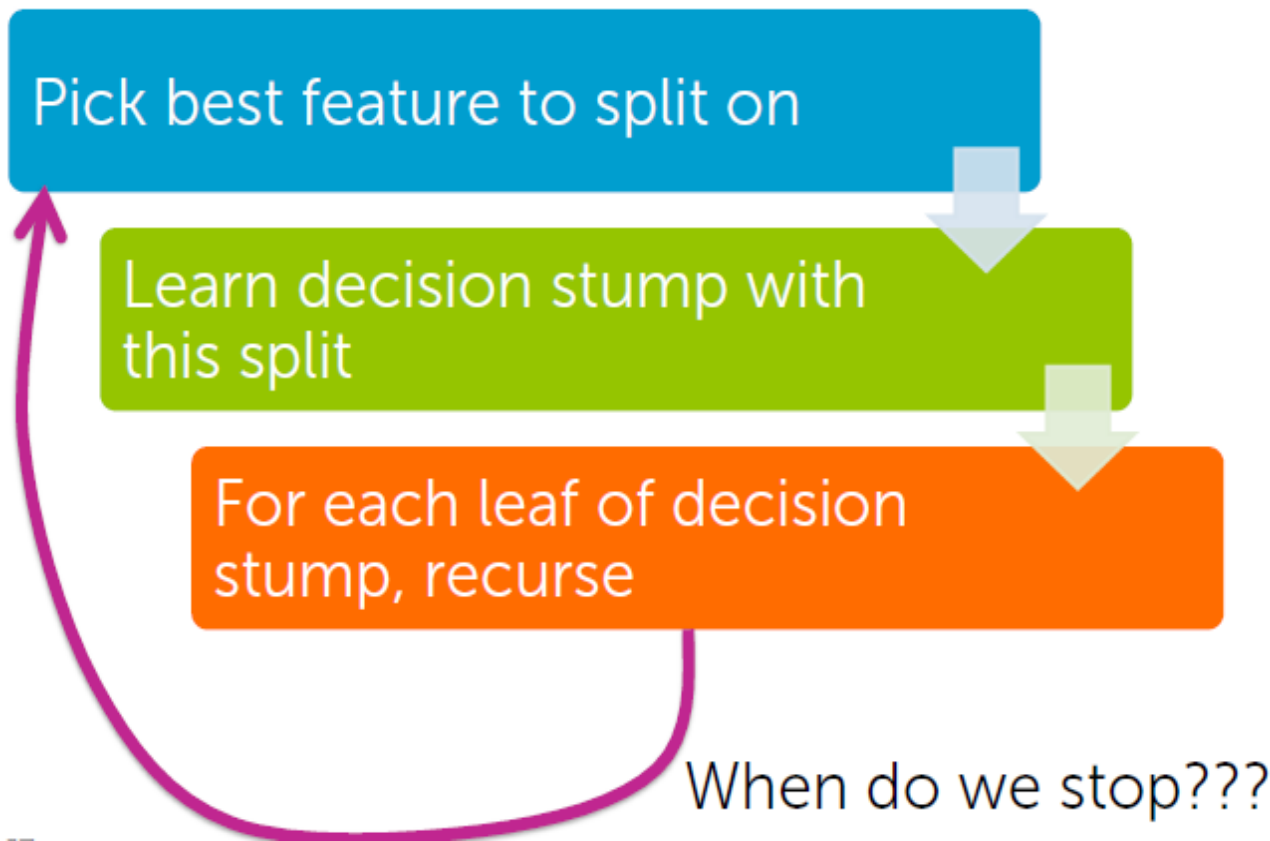 Pick best feature to split on
Learn decision stump with
this split
For each leaf of decision
stump, recurse
When do we stop???